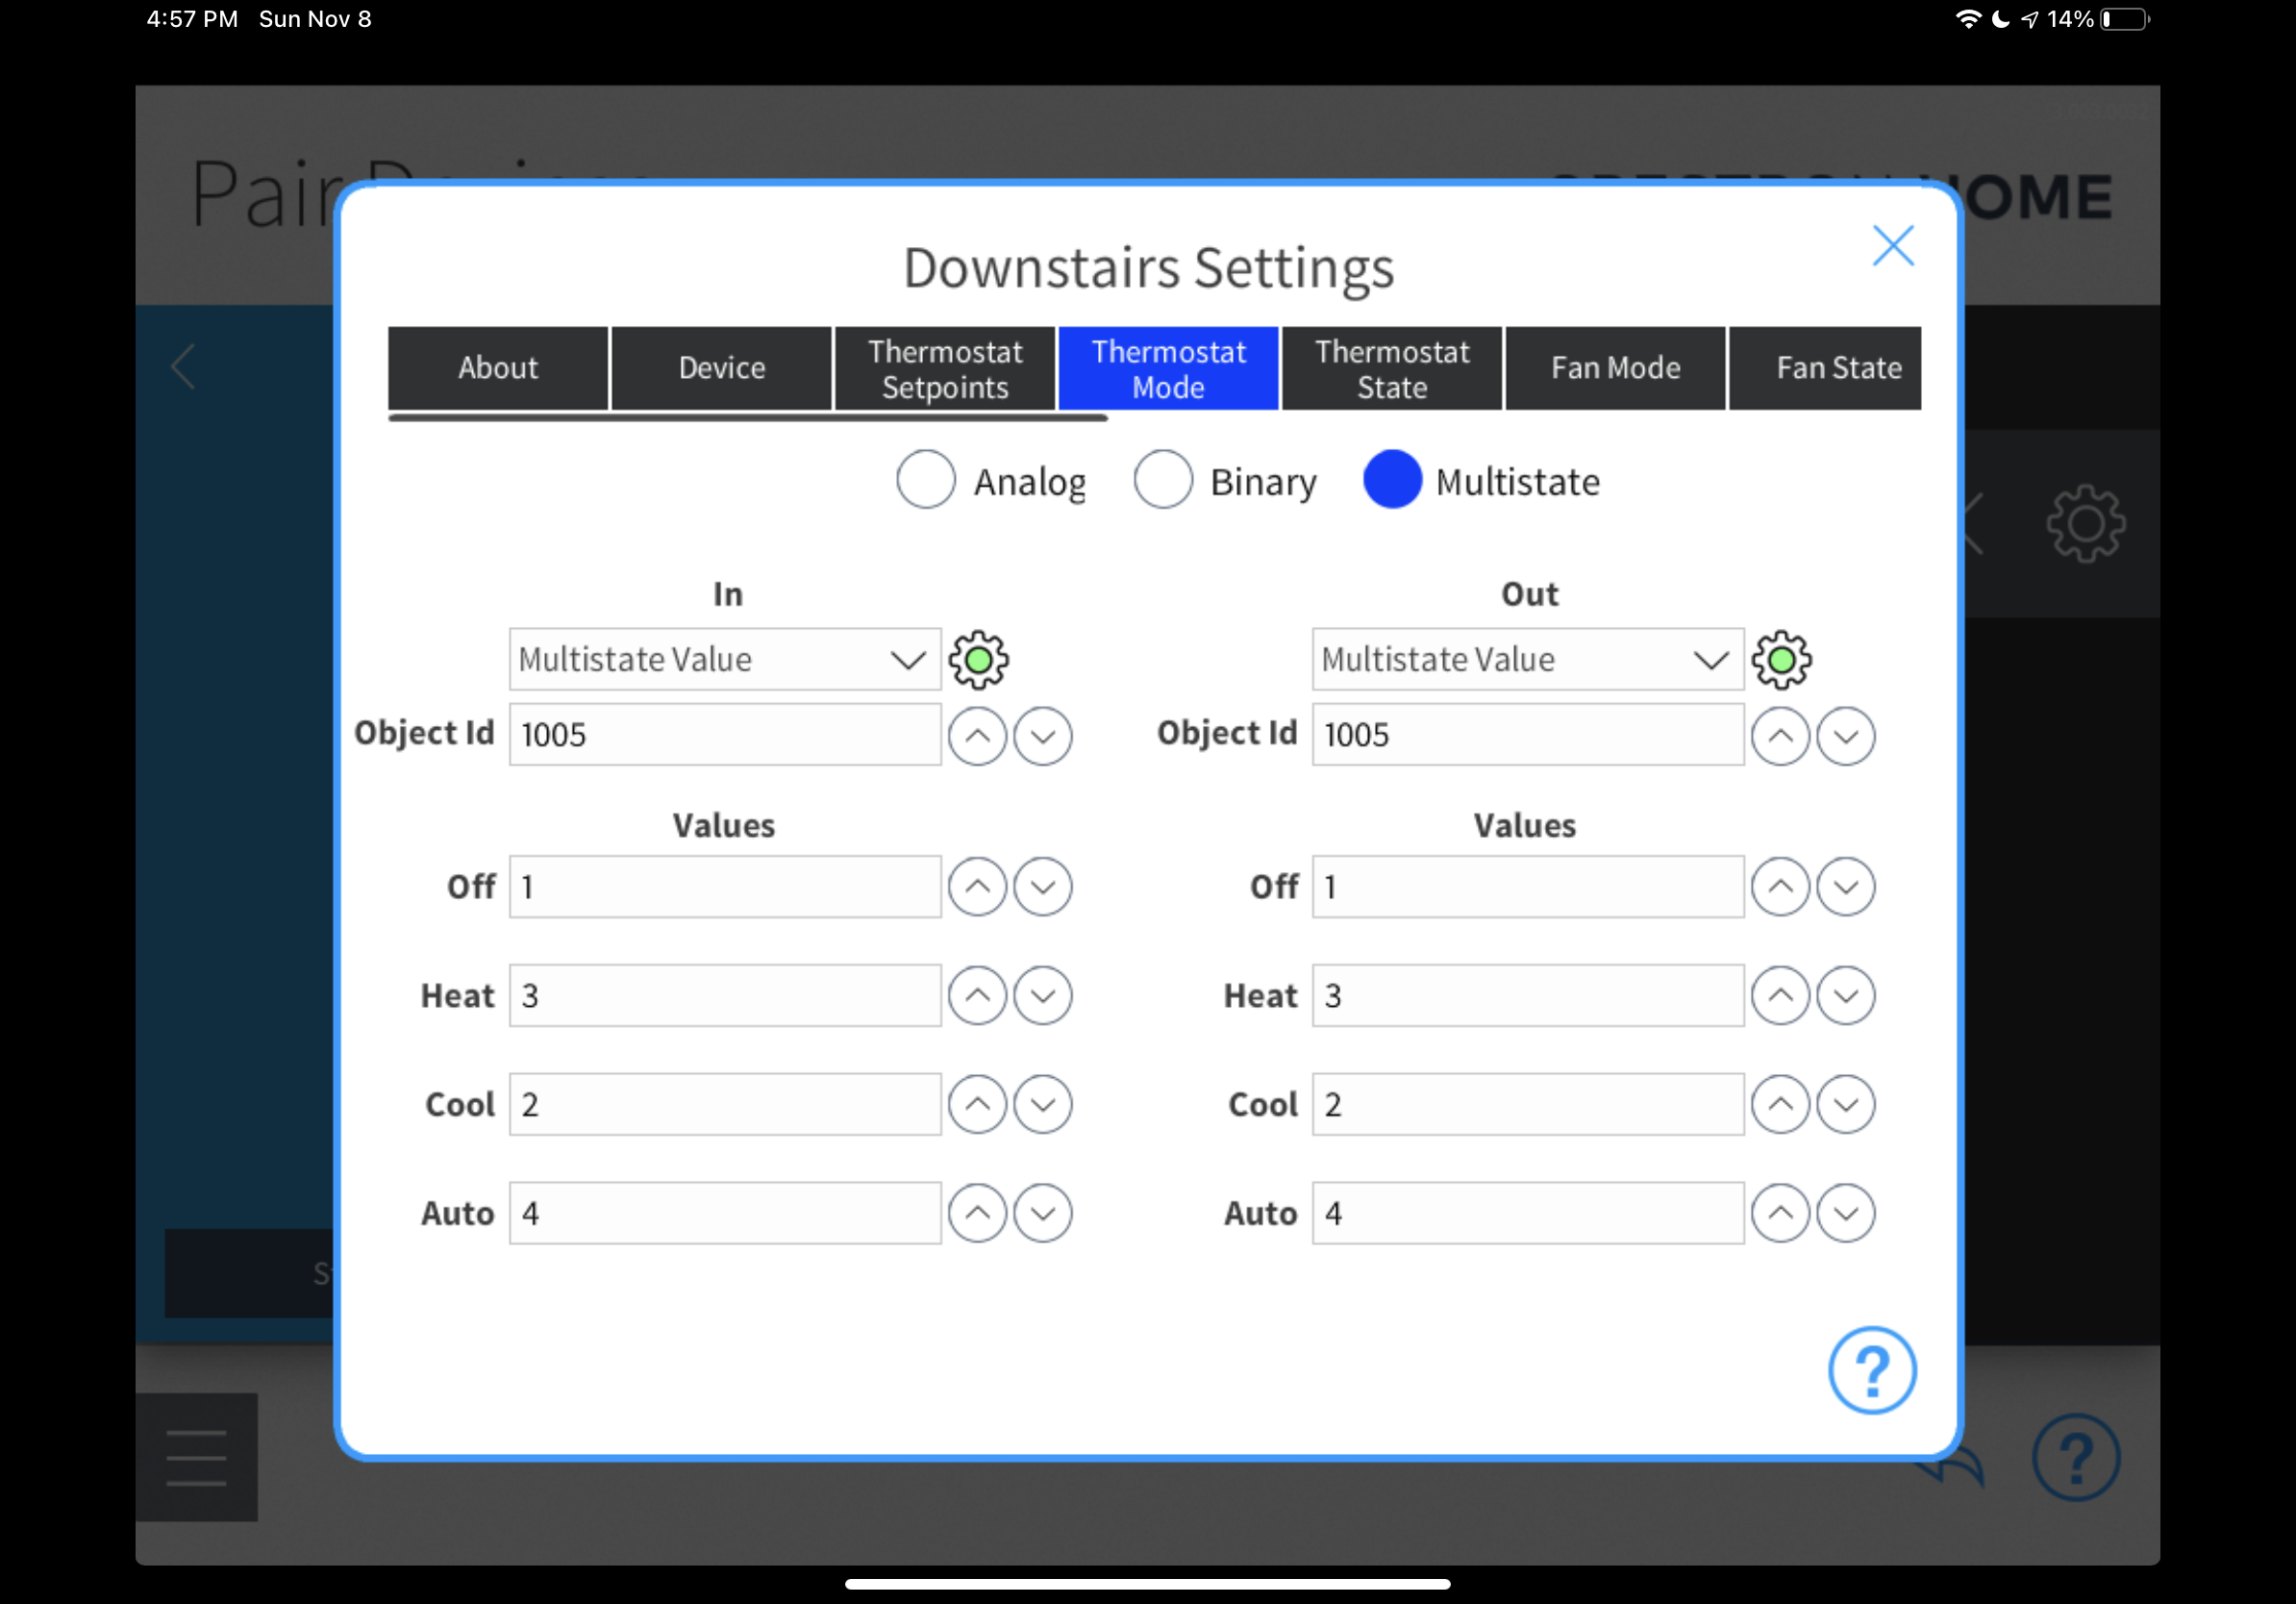 4:57 PM Sun Nov 8
14%
Pair
HOME
Downstairs Settings
About
Device
Thermostat
Setpoints
Thermostat
Mode
Thermostat
State
Fan Mode
Fan State
Analog
Binary
Multistate
In
Out
Multistate Value
Multistate Value
Object Id 1005
Object Id 1005
Values
Values
Off 1
Off 1
Heat 3
Heat 3
Cool 2
Cool 2
Auto 4
Auto 4
?
?